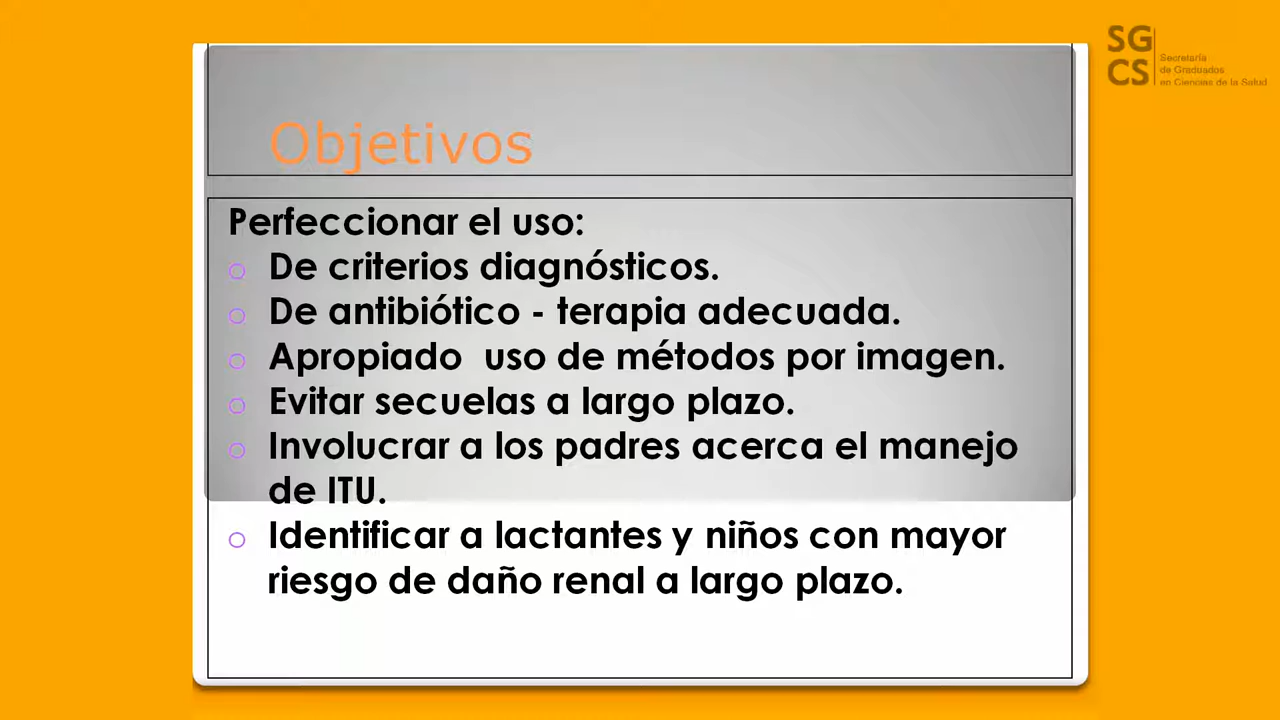 SG
CS
Secretaría
de Graduados
en Ciencias de la Salud
Objetivos
Perfeccionar el uso:
o De criterios diagnósticos.
o De antibiótico - terapia adecuada.
o Apropiado uso de métodos por imagen.
o Evitar secuelas a largo plazo.
o Involucrar a los padres acerca el manejo
de ITU.
o Identificar a lactantes y niños con mayor
riesgo de daño renal a largo plazo.